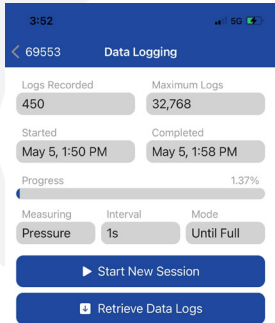 3:52 5G
69553 Data Logging
Logs Recorded Maximum Logs
450 32,768
Started Completed
May 5, 1:50 PM May 5, 1:58 PM
Progress 1.37%
Measuring Interval Mode
Pressure 1s Until Full
Start New Session
Retrieve Data Logs